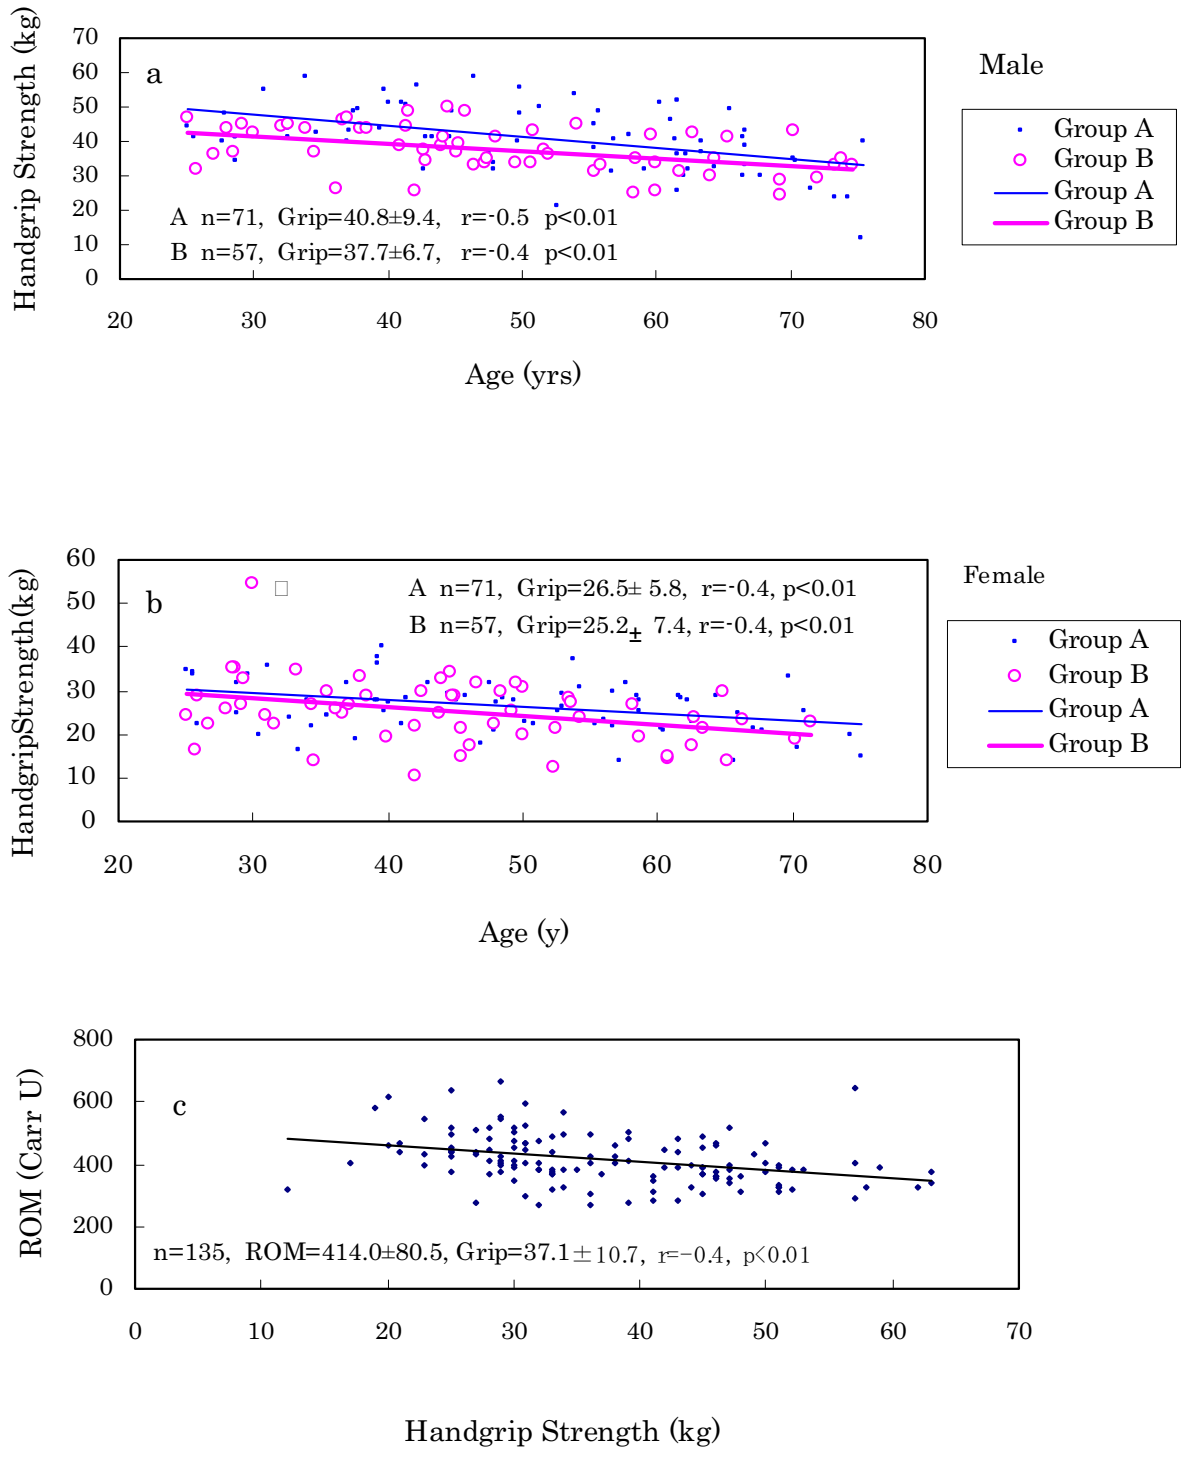 Handgrip Strength (kg)
70
60
50
40
30
20
10
0
a
A n=71, Grip=40.8±9.4, r=-0.5 p<0.01
B n=57, Grip=37.7±6.7, r=-0.4 p<0.01
20 30 40 50 60 70 80
Age (yrs)
Male
Group A
Group B
Group A
Group B
HandgripStrength(kg)
60
50
40
30
20
10
0
b
A n=71, Grip=26.5± 5.8, r=-0.4, p<0.01
B n=57, Grip=25.2± 7.4, r=-0.4, p<0.01
20 30 40 50 60 70 80
Age (y)
Female
Group A
Group B
Group A
Group B
ROM (Carr U)
800
600
400
200
0
c
n=135, ROM=414.0±80.5, Grip=37.1±10.7, r=-0.4, p<0.01
0 10 20 30 40 50 60 70
Handgrip Strength (kg)